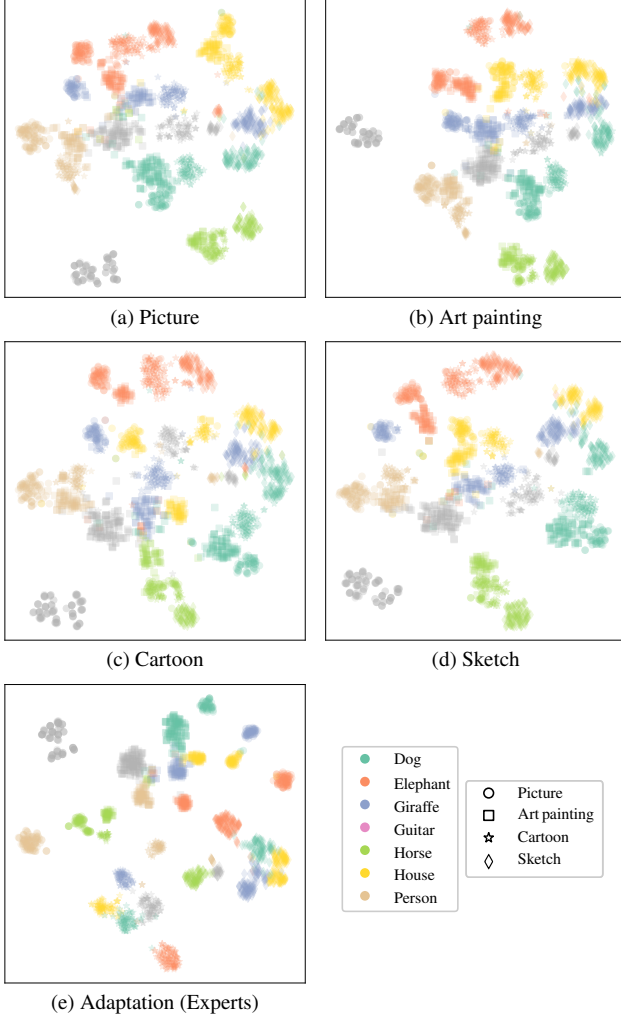 (a) Picture
(b) Art painting
(c) Cartoon
(d) Sketch
(e) Adaptation (Experts)
Dog
Elephant
Giraffe
Guitar
Horse
House
Person
Picture
Art painting
Cartoon
Sketch